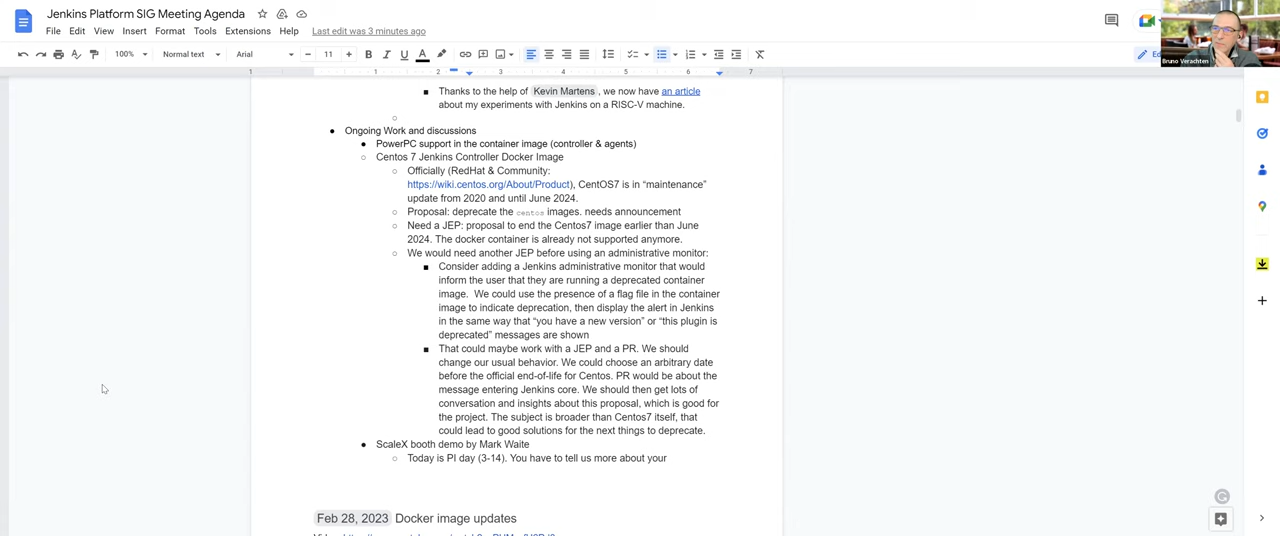 Jenkins Platform SIG Meeting Agenda
File Edit View Insert Format Tools Extensions Help Last edit was 3 minutes ago
100% Normal text Arial 11
Bruno Verachten
1 1 2 3 4 5 6 7
Thanks to the help of Kevin Martens, we now have an article
about my experiments with Jenkins on a RISC-V machine.
Ongoing Work and discussions
PowerPC support in the container image (controller & agents)
Centos 7 Jenkins Controller Docker Image
Officially (RedHat & Community:
https://wiki.centos.org/About/Product), CentOS7 is in “maintenance”
update from 2020 and until June 2024.
Proposal: deprecate the centos images. needs announcement
Need a JEP: proposal to end the Centos7 image earlier than June
2024. The docker container is already not supported anymore.
We would need another JEP before using an administrative monitor:
Consider adding a Jenkins administrative monitor that would
inform the user that they are running a deprecated container
image. We could use the presence of a flag file in the container
image to indicate deprecation, then display the alert in Jenkins
in the same way that “you have a new version” or “this plugin is
deprecated” messages are shown
That could maybe work with a JEP and a PR. We should
change our usual behavior. We could choose an arbitrary date
before the official end-of-life for Centos. PR would be about the
message entering Jenkins core. We should then get lots of
conversation and insights about this proposal, which is good for
the project. The subject is broader than Centos7 itself, that
could lead to good solutions for the next things to deprecate.
ScaleX booth demo by Mark Waite
Today is PI day (3-14). You have to tell us more about your
Feb 28, 2023 Docker image updates